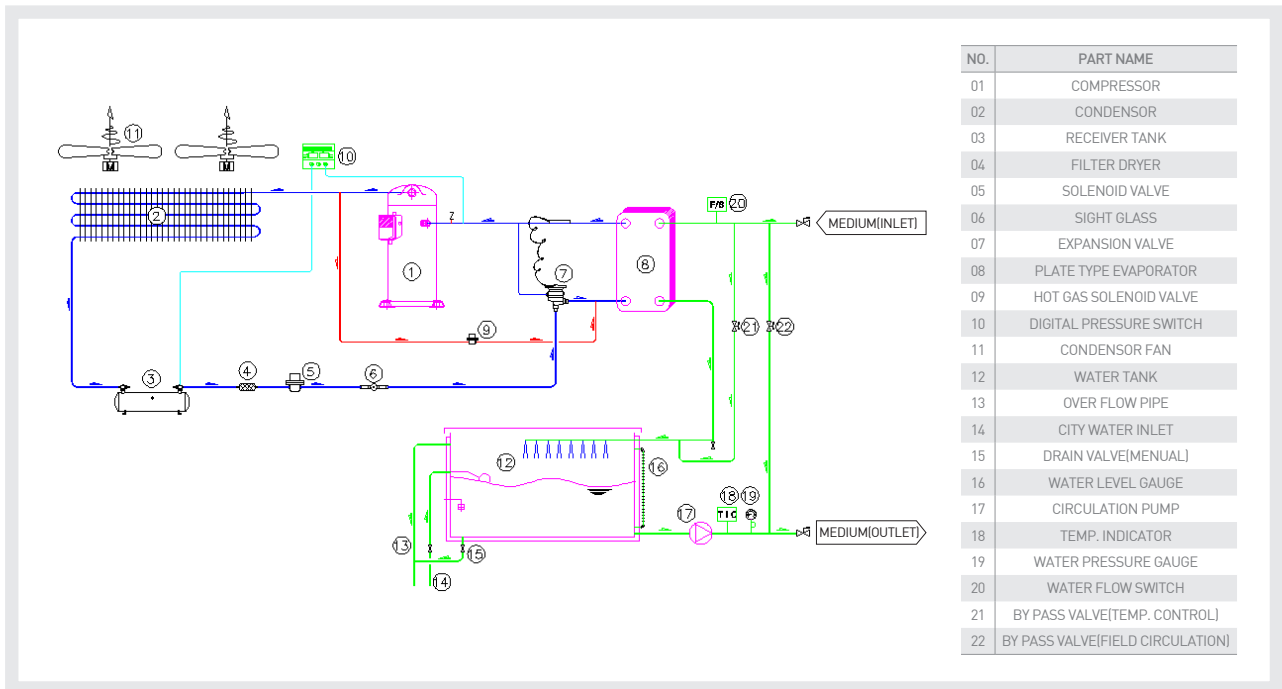 11
M
M
10
2
1
F/S
20
MEDIUM(INLET)
7
8
9
21
22
3
4
5
6
12
16
17
18
19
T I C
MEDIUM(OUTLET)
13
15
14
NO. PART NAME
01 COMPRESSOR
02 CONDENSOR
03 RECEIVER TANK
04 FILTER DRYER
05 SOLENOID VALVE
06 SIGHT GLASS
07 EXPANSION VALVE
08 PLATE TYPE EVAPORATOR
09 HOT GAS SOLENOID VALVE
10 DIGITAL PRESSURE SWITCH
11 CONDENSOR FAN
12 WATER TANK
13 OVER FLOW PIPE
14 CITY WATER INLET
15 DRAIN VALVE(MENUAL)
16 WATER LEVEL GAUGE
17 CIRCULATION PUMP
18 TEMP. INDICATOR
19 WATER PRESSURE GAUGE
20 WATER FLOW SWITCH
21 BY PASS VALVE(TEMP. CONTROL)
22 BY PASS VALVE(FIELD CIRCULATION)